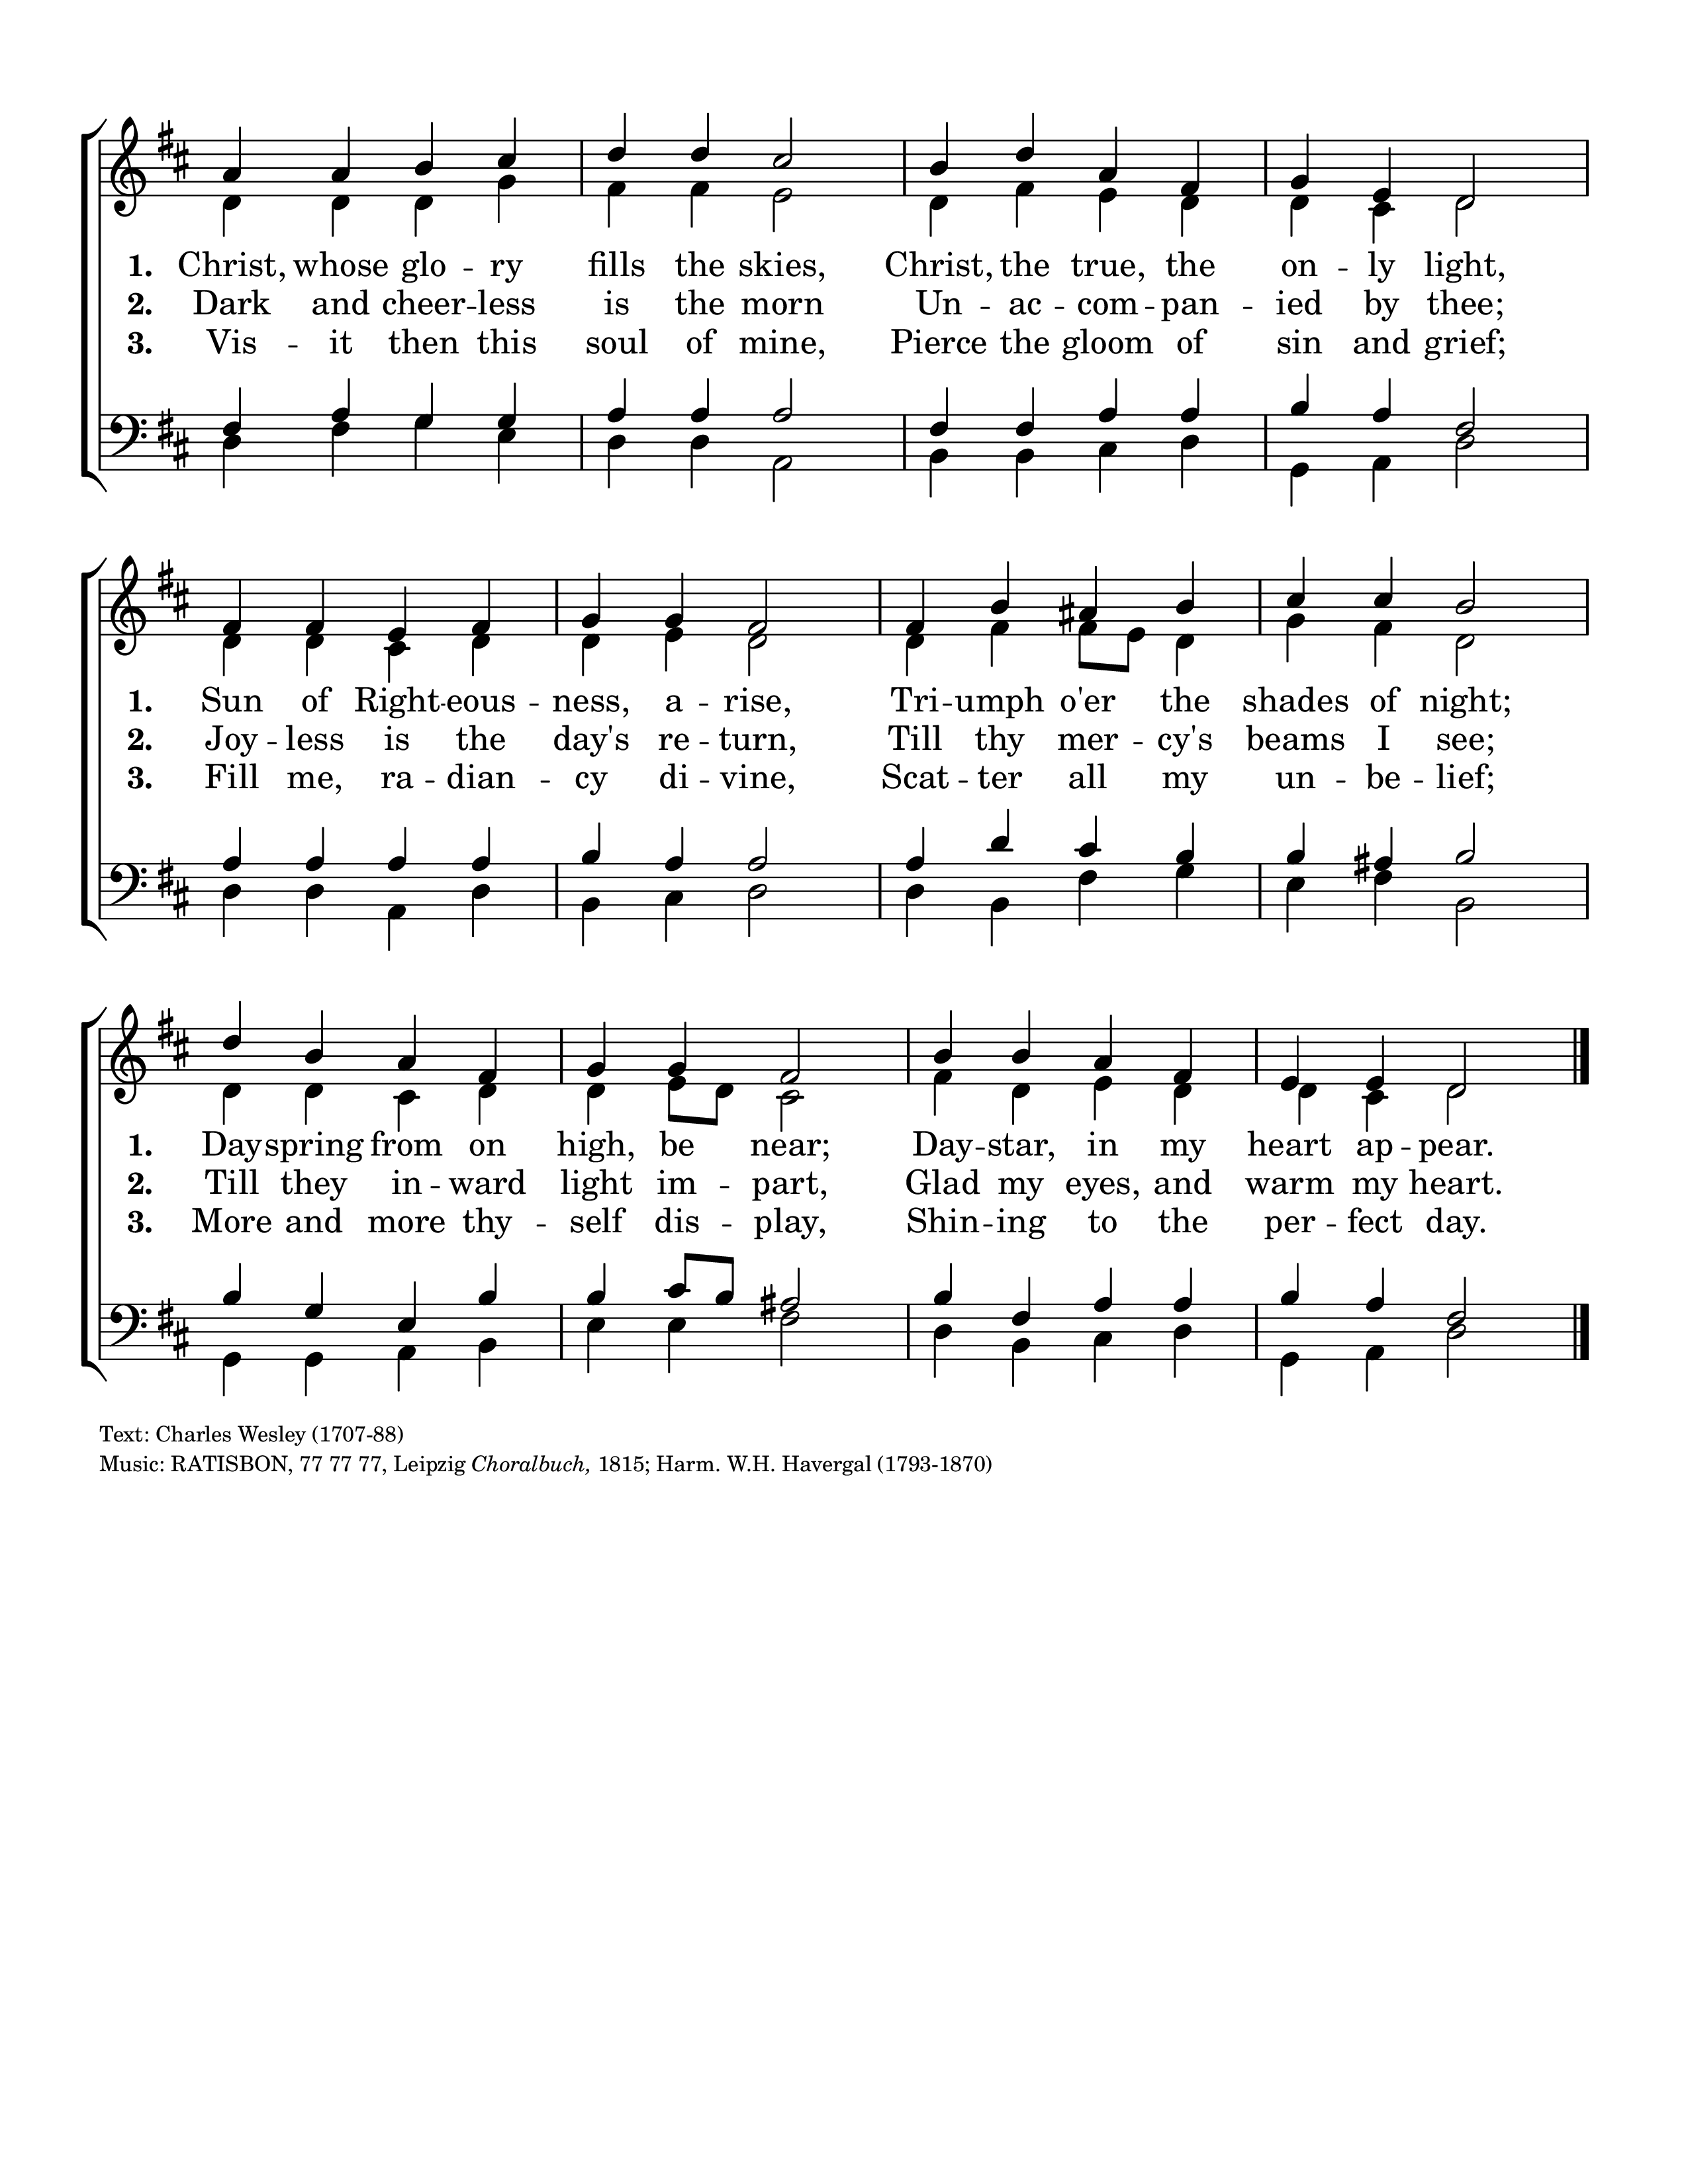 1. Christ, whose glo -- ry fills the skies, Christ, the true, the on -- ly light,
2. Dark and cheer -- less is the morn Un -- ac -- com -- pan -- ied by thee;
3. Vis -- it then this soul of mine, Pierce the gloom of sin and grief;
1. Sun of Right -- eous -- ness, a -- rise, Tri -- umph o'er the shades of night;
2. Joy -- less is the day's re -- turn, Till thy mer -- cy's beams I see;
3. Fill me, ra -- dian -- cy di -- vine, Scat -- ter all my un -- be -- lief;
1. Dayspring from on high, be near; Day -- star, in my heart ap -- pear.
2. Till they in -- ward light im -- part, Glad my eyes, and warm my heart.
3. More and more thy -- self dis -- play, Shin -- ing to the per -- fect day.
Text: Charles Wesley (1707-88)
Music: RATISBON, 77 77 77, Leipzig Choralbuch, 1815; Harm. W.H. Havergal (1793-1870)